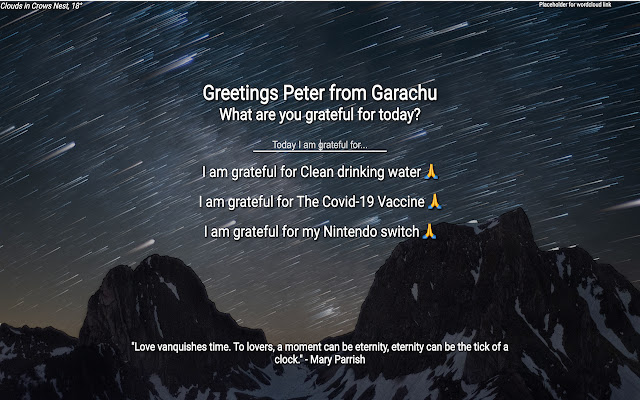 Clouds in Crows Nest, 18°
Placeholder for wordcloud link
Greetings Peter from Garachu
What are you grateful for today?
Today I am grateful for...
I am grateful for Clean drinking water 🙏
I am grateful for The Covid-19 Vaccine 🙏
I am grateful for my Nintendo switch 🙏
"Love vanquishes time. To lovers, a moment can be eternity, eternity can be the tick of a
clock." - Mary Parrish